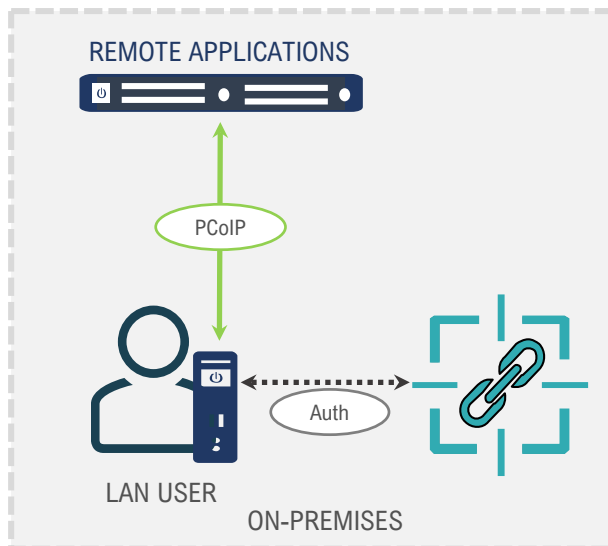 REMOTE APPLICATIONS
PCoIP
Auth
LAN USER
ON-PREMISES